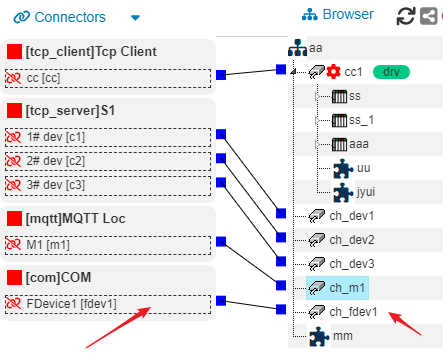 Connectors
[tcp_client]Tcp Client
cc [cc]
[tcp_server]S1
1# dev [c1]
2# dev [c2]
3# dev [c3]
[mqtt]MQTT Loc
M1 [m1]
[com]COM
FDevice1 [fdev1]
Browser
aa
cc1 drv
ss
ss_1
aaa
uu
jyui
ch_dev1
ch_dev2
ch_dev3
ch_m1
ch_fdev1
mm